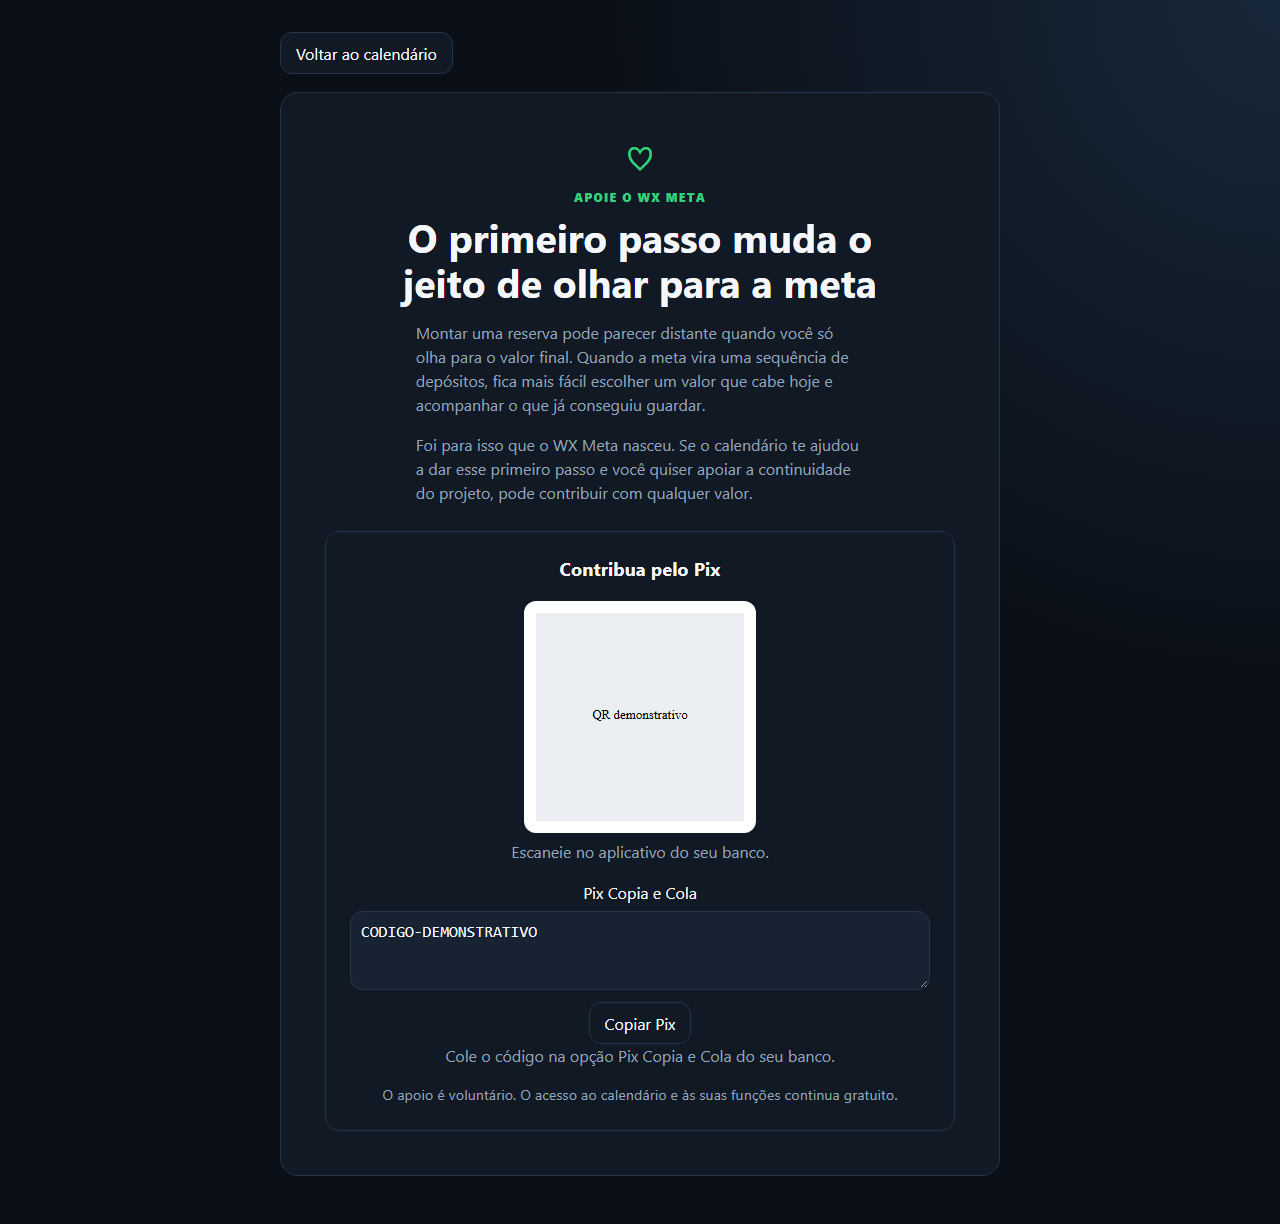 Voltar ao calendário
APOIE O WX META
O primeiro passo muda o
jeito de olhar para a meta
Montar uma reserva pode parecer distante quando você só
olha para o valor final. Quando a meta vira uma sequência de
depósitos, fica mais fácil escolher um valor que cabe hoje e
acompanhar o que já conseguiu guardar.
Foi para isso que o WX Meta nasceu. Se o calendário te ajudou
a dar esse primeiro passo e você quiser apoiar a continuidade
do projeto, pode contribuir com qualquer valor.
Contribua pelo Pix
QR demonstrativo
Escaneie no aplicativo do seu banco.
Pix Copia e Cola
CODIGO-DEMONSTRATIVO
Copiar Pix
Cole o código na opção Pix Copia e Cola do seu banco.
O apoio é voluntário. O acesso ao calendário e às suas funções continua gratuito.